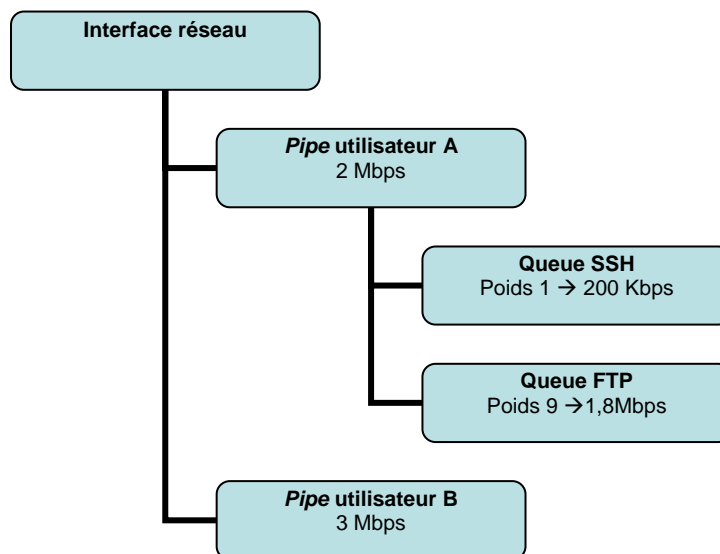 Interface réseau
Pipe utilisateur A
2 Mbps
Queue SSH
Poids 1 → 200 Kbps
Queue FTP
Poids 9 →1,8Mbps
Pipe utilisateur B
3 Mbps